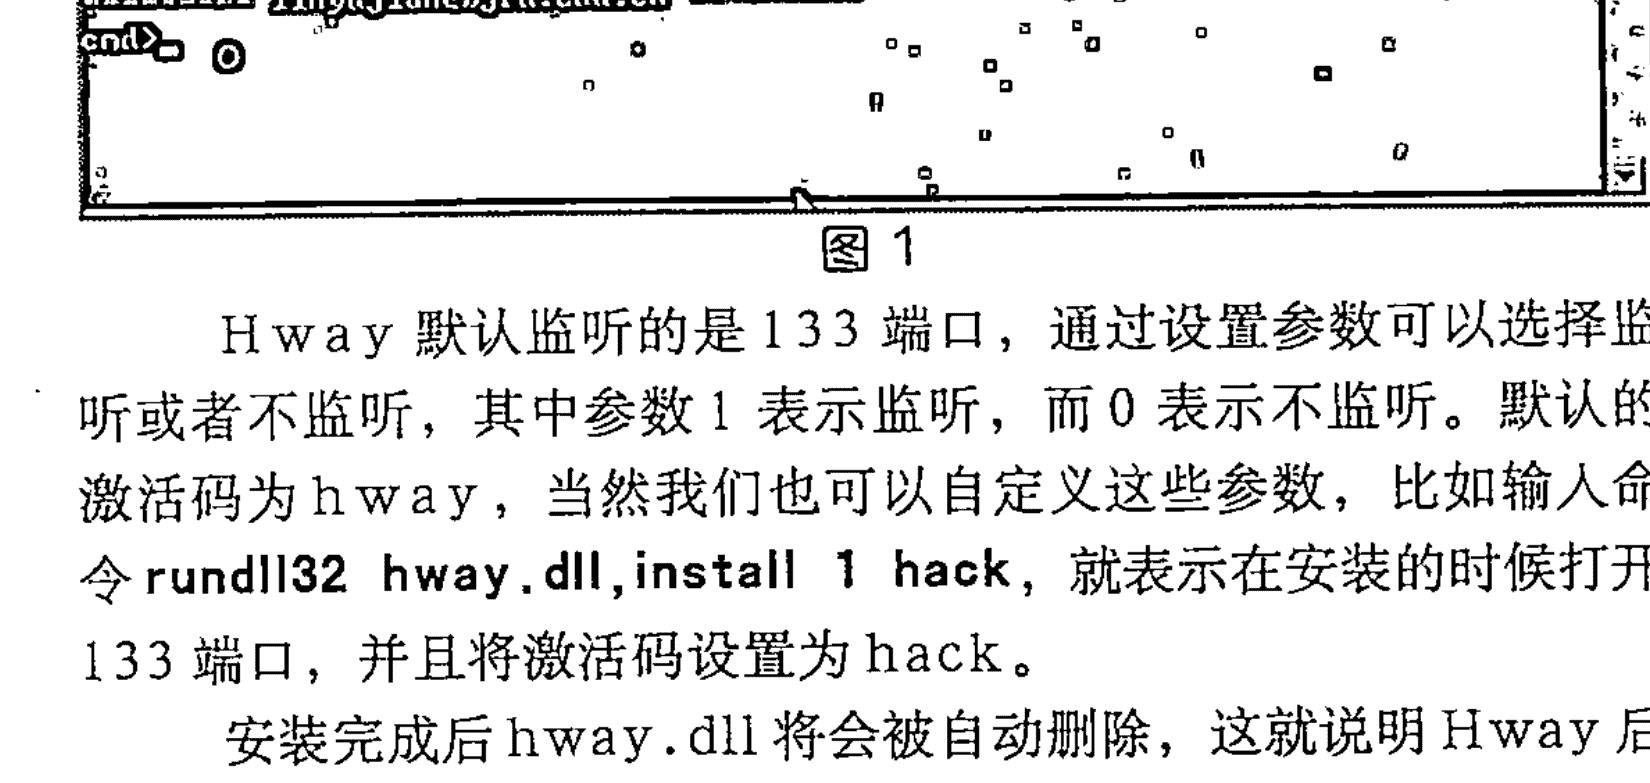 cmd>
图 1
Hway 默认监听的是133 端口，通过设置参数可以选择监
听或者不监听，其中参数1 表示监听，而0 表示不监听。默认的
激活码为hway，当然我们也可以自定义这些参数，比如输入命
令rundll32 hway.dll,install 1 hack，就表示在安装的时候打开
133 端口，并且将激活码设置为hack。
安装完成后hway.dll将会被自动删除，这就说明Hway 后